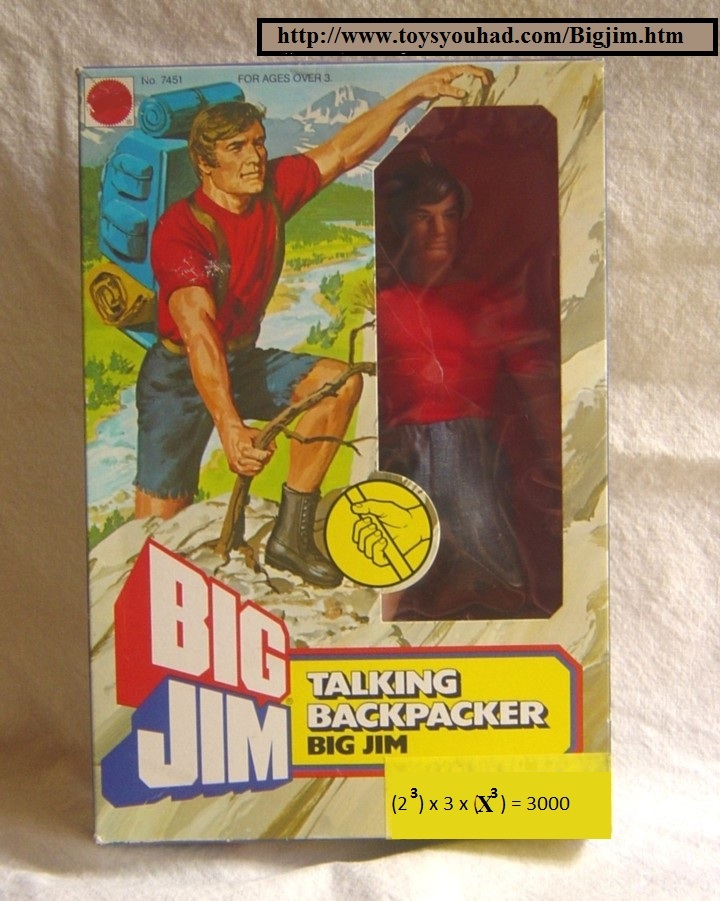 http://www.toysyouhad.com/Bigjim.htm
No. 7451
FOR AGES OVER 3.
BIG
JIM®
TALKING
BACKPACKER
BIG JIM
(2³) x 3 x (X³) = 3000